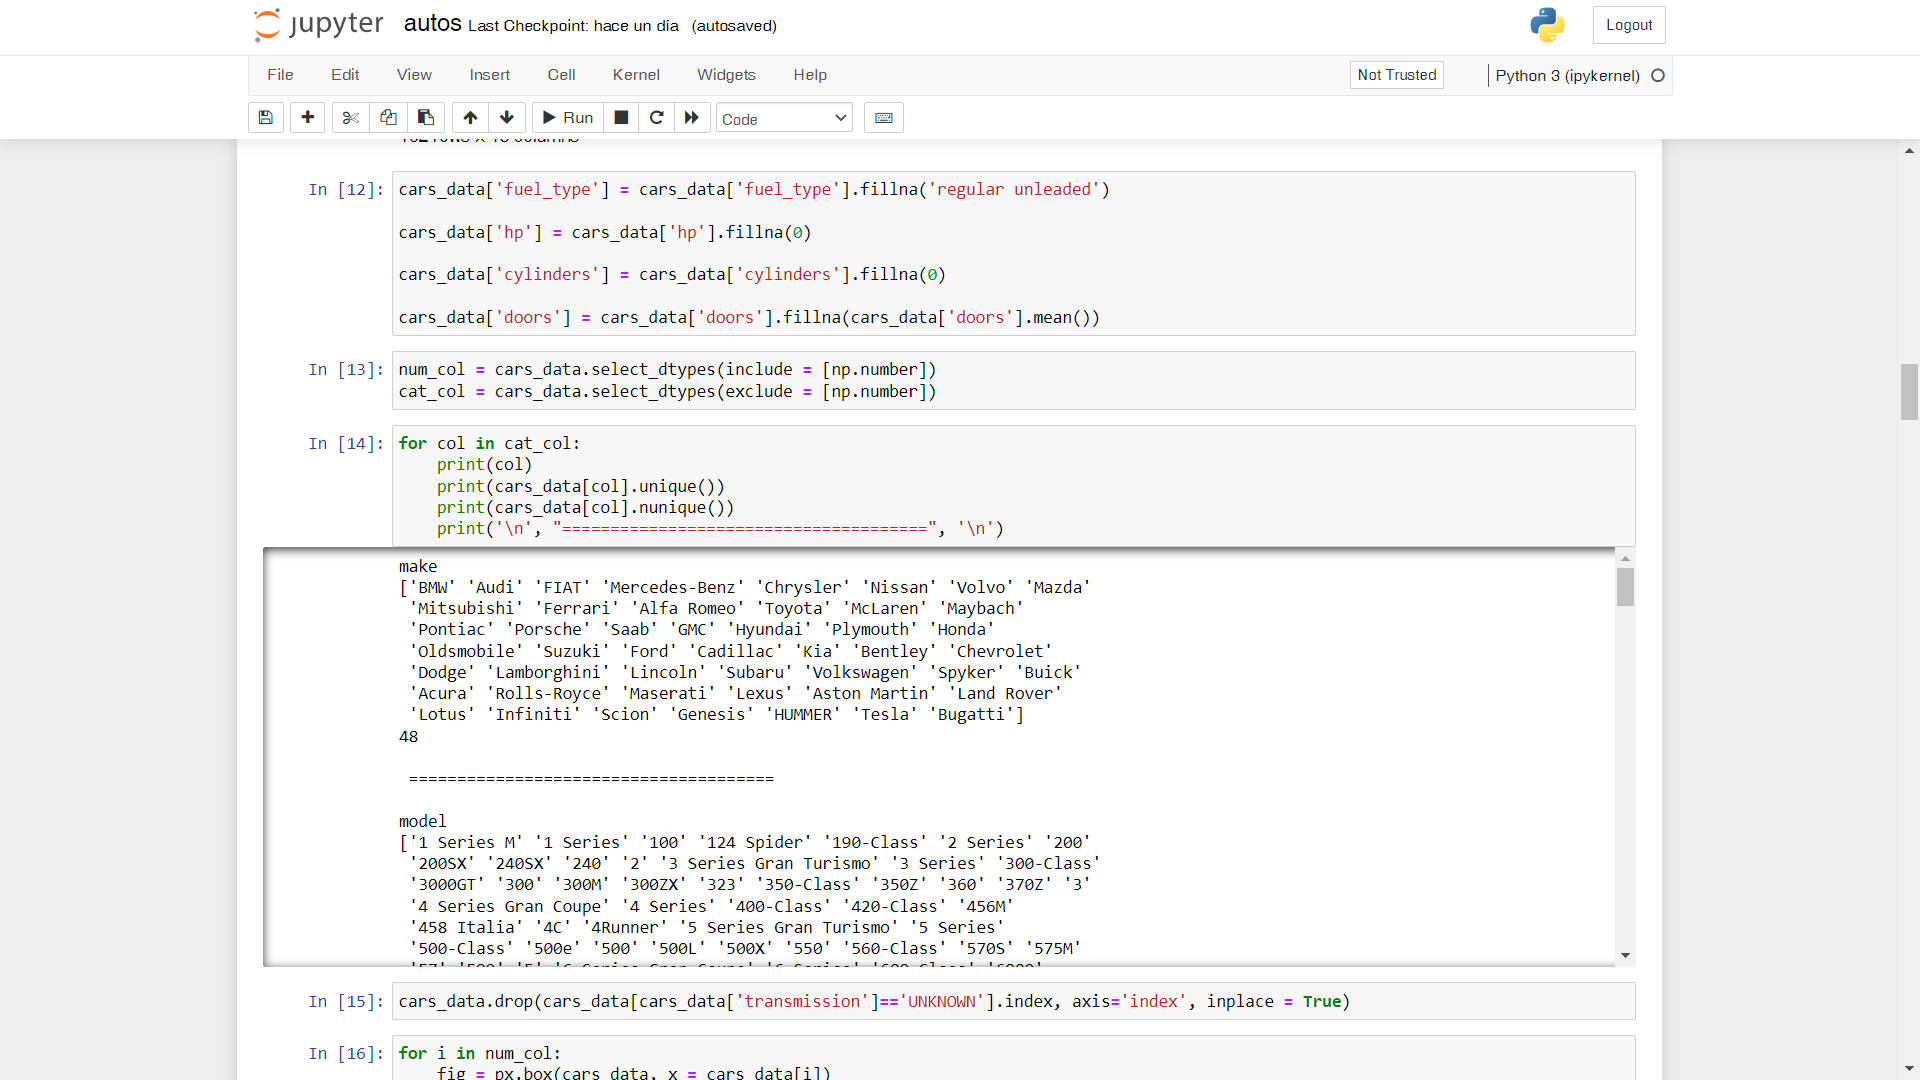 jupyter autos Last Checkpoint: hace un día (autosaved)
Logout
File Edit View Insert Cell Kernel Widgets Help
Not Trusted
Python 3 (ipykernel)
Run
Code
In [12]: cars_data['fuel_type'] = cars_data['fuel_type'].fillna('regular unleaded')
cars_data['hp'] = cars_data['hp'].fillna(0)
cars_data['cylinders'] = cars_data['cylinders'].fillna(0)
cars_data['doors'] = cars_data['doors'].fillna(cars_data['doors'].mean())
In [13]: num_col = cars_data.select_dtypes(include = [np.number])
cat_col = cars_data.select_dtypes(exclude = [np.number])
In [14]: for col in cat_col:
print(col)
print(cars_data[col].unique())
print(cars_data[col].nunique())
print('\n', "======================================", '\n')
make
['BMW' 'Audi' 'FIAT' 'Mercedes-Benz' 'Chrysler' 'Nissan' 'Volvo' 'Mazda'
'Mitsubishi' 'Ferrari' 'Alfa Romeo' 'Toyota' 'McLaren' 'Maybach'
'Pontiac' 'Porsche' 'Saab' 'GMC' 'Hyundai' 'Plymouth' 'Honda'
'Oldsmobile' 'Suzuki' 'Ford' 'Cadillac' 'Kia' 'Bentley' 'Chevrolet'
'Dodge' 'Lamborghini' 'Lincoln' 'Subaru' 'Volkswagen' 'Spyker' 'Buick'
'Acura' 'Rolls-Royce' 'Maserati' 'Lexus' 'Aston Martin' 'Land Rover'
'Lotus' 'Infiniti' 'Scion' 'Genesis' 'HUMMER' 'Tesla' 'Bugatti']
48
======================================
model
['1 Series M' '1 Series' '100' '124 Spider' '190-Class' '2 Series' '200'
'200SX' '240SX' '240' '2' '3 Series Gran Turismo' '3 Series' '300-Class'
'3000GT' '300' '300M' '300ZX' '323' '350-Class' '350Z' '360' '370Z' '3'
'4 Series Gran Coupe' '4 Series' '400-Class' '420-Class' '456M'
'458 Italia' '4C' '4Runner' '5 Series Gran Turismo' '5 Series'
'500-Class' '500e' '500' '500L' '500X' '550' '560-Class' '570S' '575M'
In [15]: cars_data.drop(cars_data[cars_data['transmission']=='UNKNOWN'].index, axis='index', inplace = True)
In [16]: for i in num_col:
fig = px.box(cars_data, x = cars_data[i])